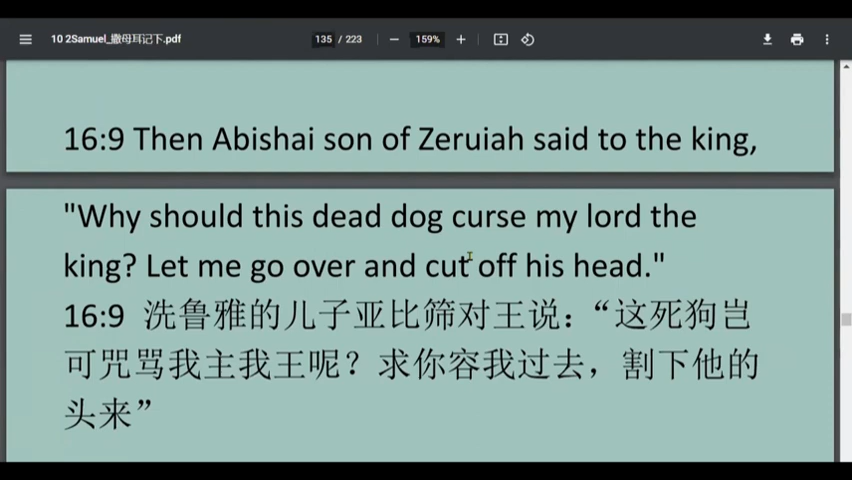 10 2Samuel_撒母耳记下.pdf
135 / 223
159%
16:9 Then Abishai son of Zeruiah said to the king,
"Why should this dead dog curse my lord the
king? Let me go over and cut off his head."
16:9 洗鲁雅的儿子亚比筛对王说：“这死狗岂
可咒骂我主我王呢？求你容我过去，割下他的
头来”